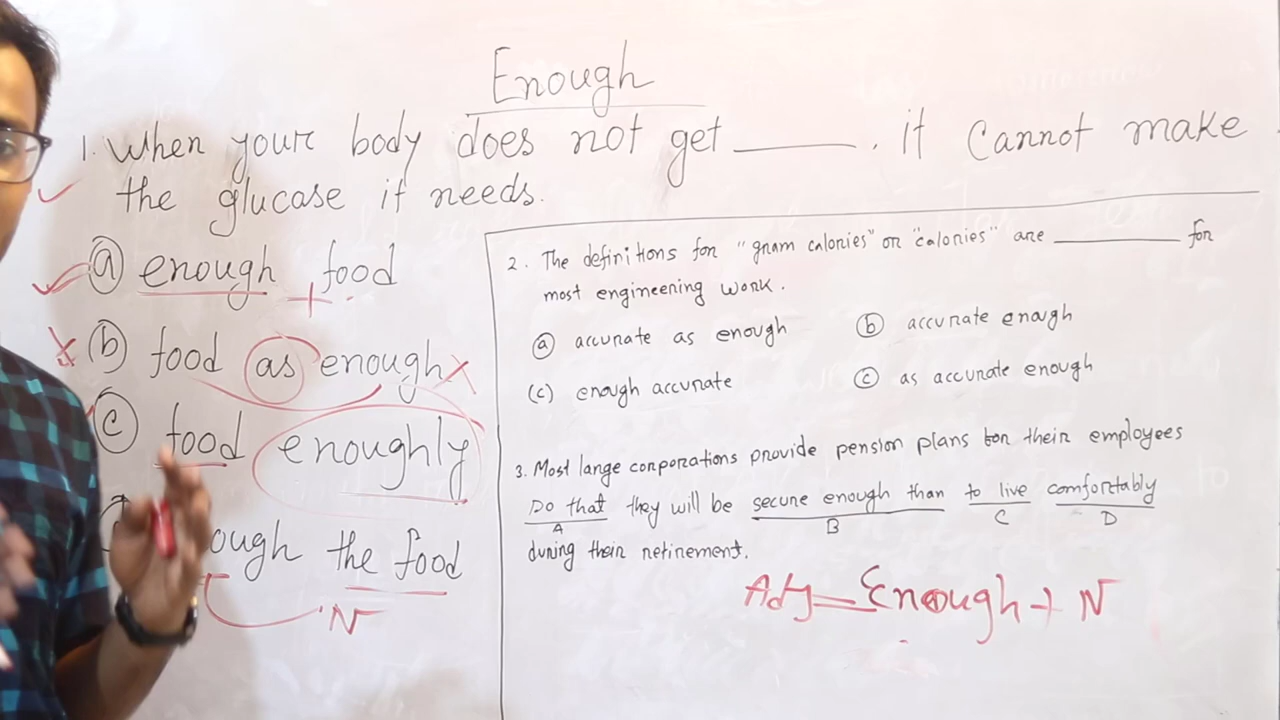 Enough
1. When your body does not get ______. it cannot make
the glucase it needs.
(a) enough + food
(b) food as enough
(c) food enoughly
ough the food
N
2. The definitions for "gram calories" or "calories" are ______ for
most engineering work.
(a) accurate as enough (b) accurate enough
(c) enough accurate (c) as accurate enough
3. Most large corporations provide pension plans for their employees
Do that they will be secure enough than to live comfortably
A B C D
during their retirement.
Adj Enough + N